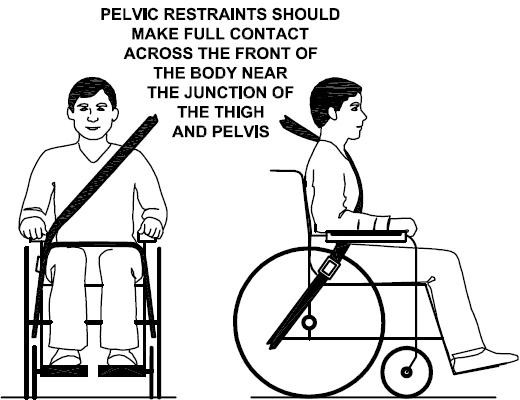 PELVIC RESTRAINTS SHOULD
MAKE FULL CONTACT
ACROSS THE FRONT OF
THE BODY NEAR
THE JUNCTION OF
THE THIGH
AND PELVIS